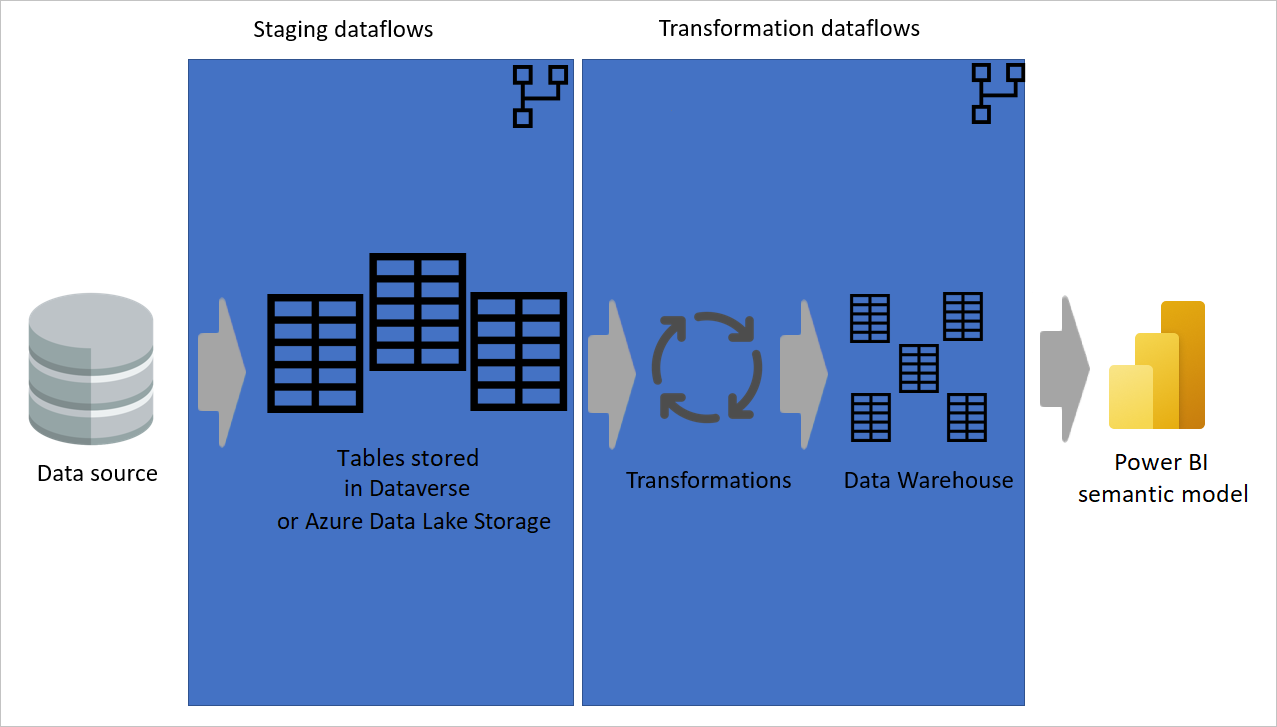 Staging dataflows
Transformation dataflows
Data source
Tables stored
in Dataverse
or Azure Data Lake Storage
Transformations
Data Warehouse
Power BI
semantic model